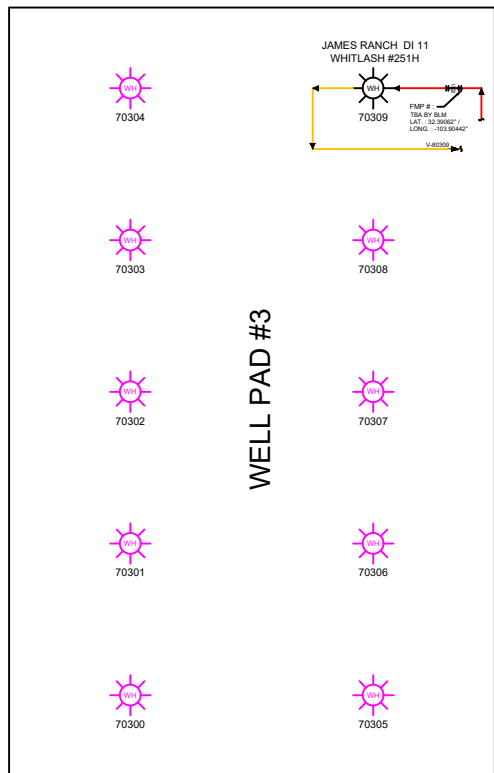 JAMES RANCH DI 11
WHITLASH #251H
WH
WH
70304
70309
FMP # :
TBA BY BLM
LAT. : 32.39062° /
LONG. : -103.90442°
V-80309
WH
WH
70303
70308
WELL PAD #3
WH
WH
70302
70307
WH
WH
70301
70306
WH
WH
70300
70305